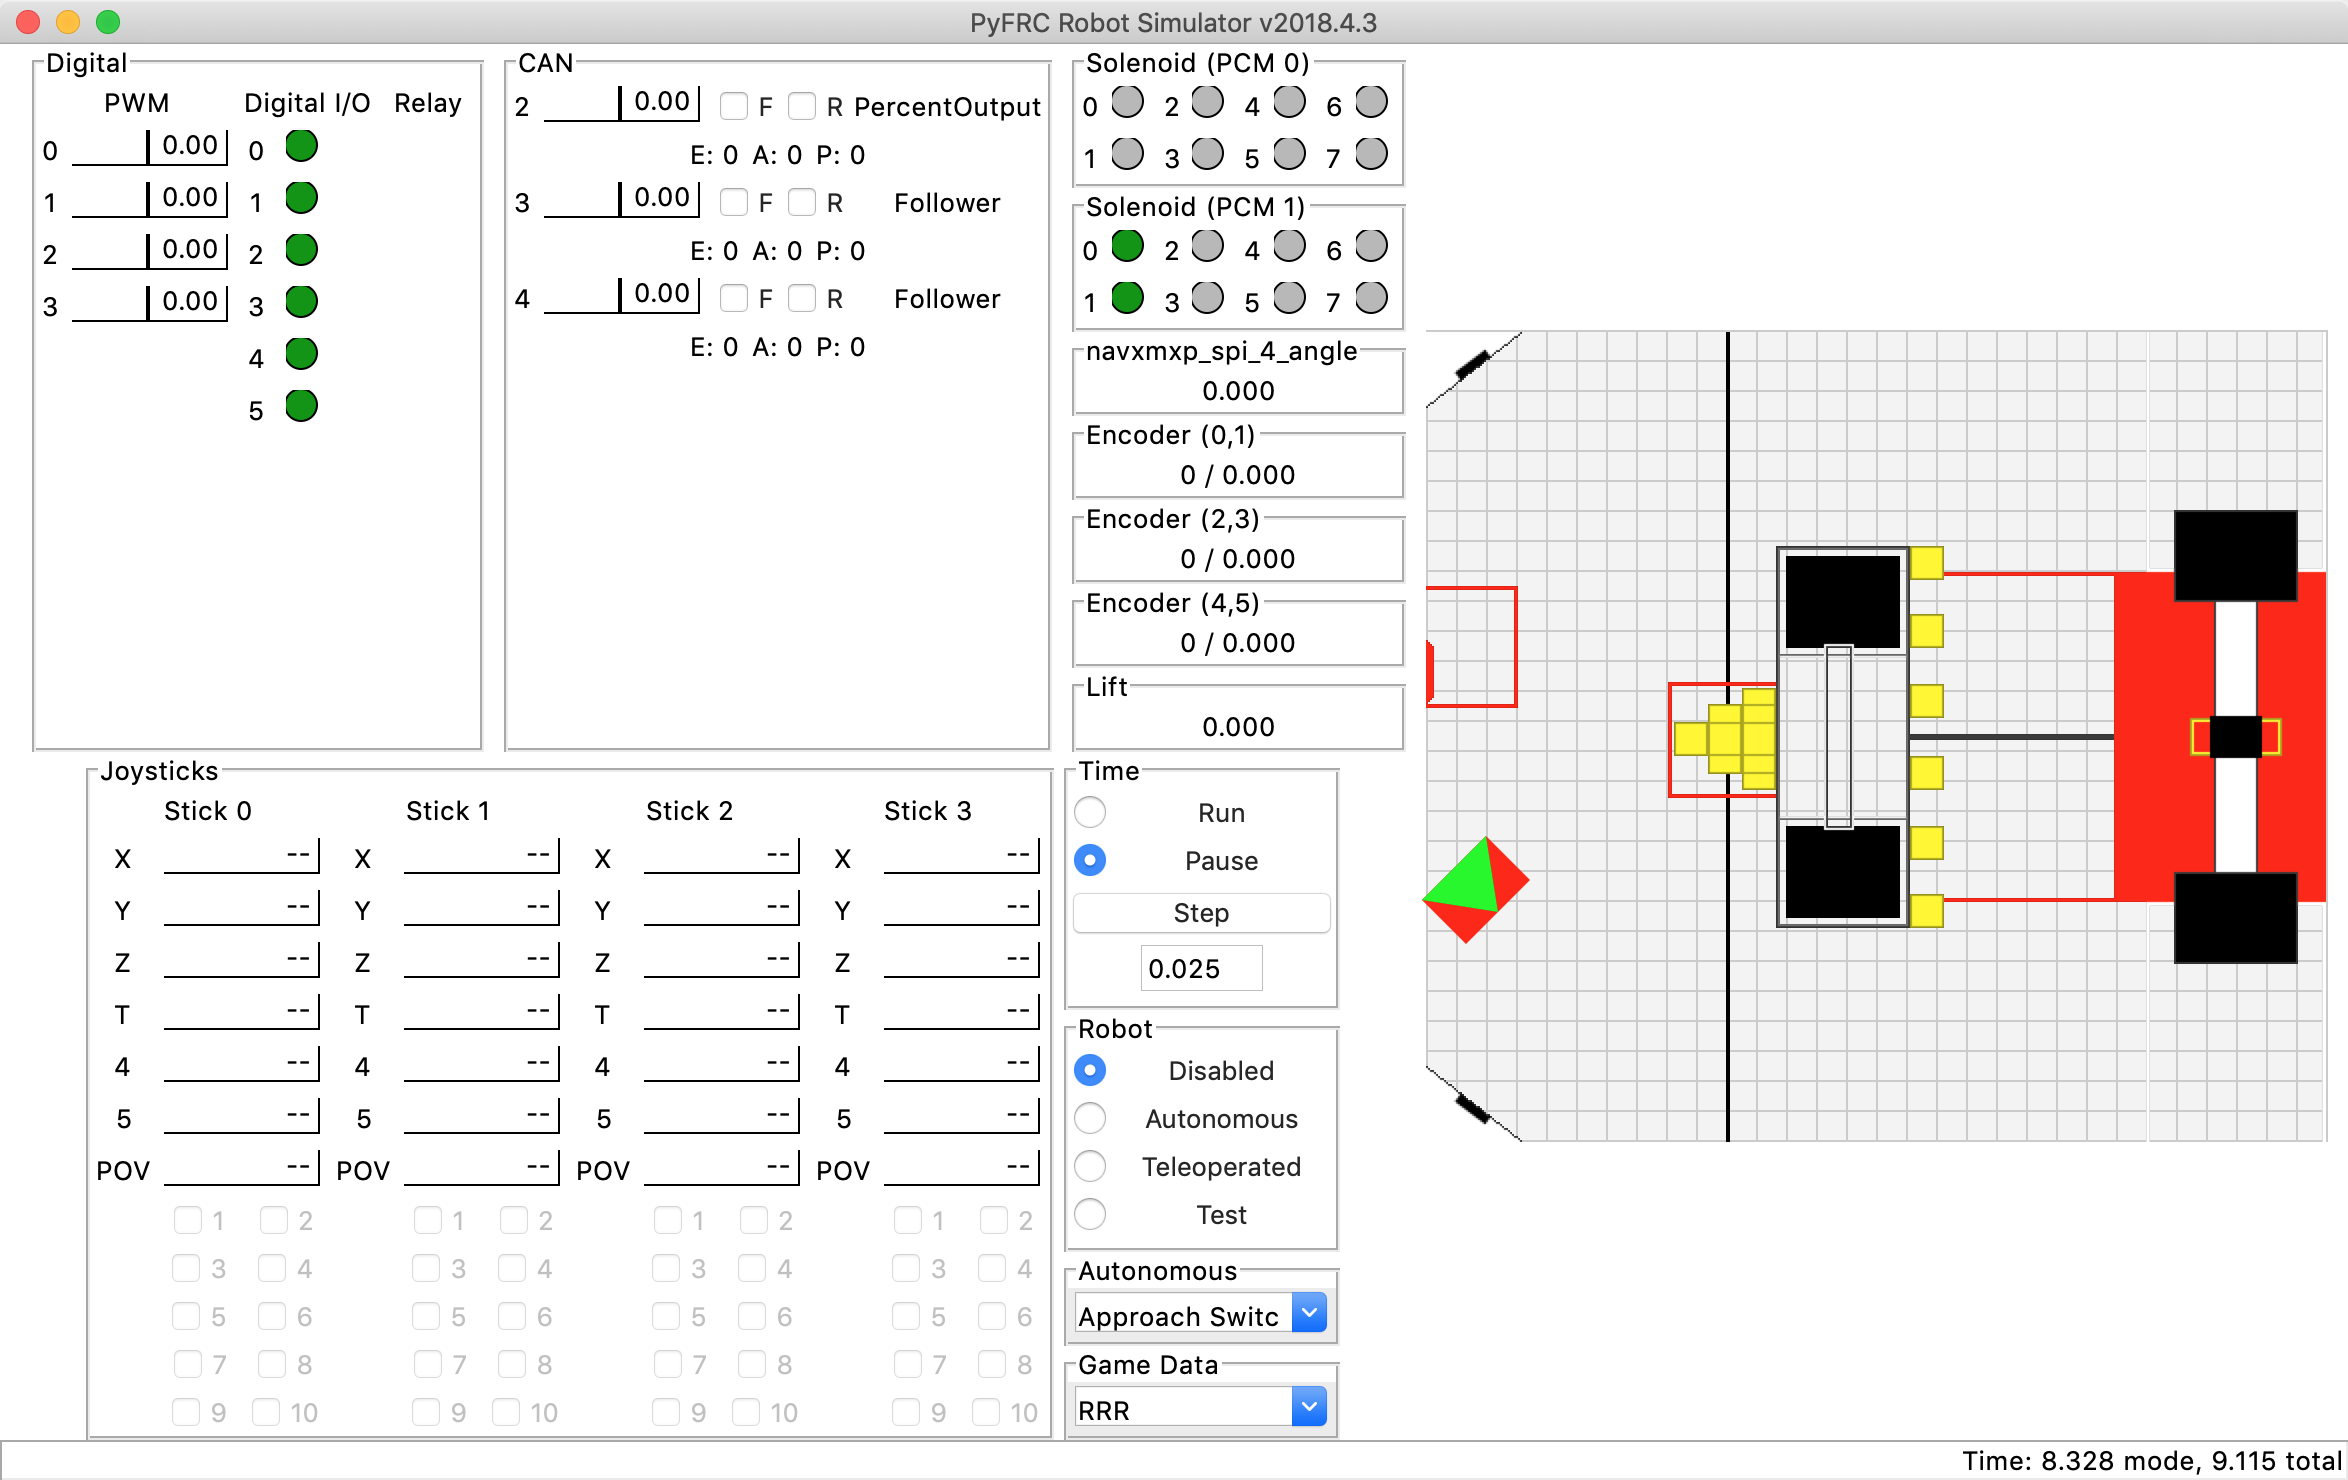 PyFRC Robot Simulator v2018.4.3
Digital
PWM Digital I/O Relay
0 0.00 0
1 0.00 1
2 0.00 2
3 0.00 3
4
5
CAN
2 0.00 F R PercentOutput
E: 0 A: 0 P: 0
3 0.00 F R Follower
E: 0 A: 0 P: 0
4 0.00 F R Follower
E: 0 A: 0 P: 0
Solenoid (PCM 0)
0 2 4 6
1 3 5 7
Solenoid (PCM 1)
0 2 4 6
1 3 5 7
navxmxp_spi_4_angle
0.000
Encoder (0,1)
0 / 0.000
Encoder (2,3)
0 / 0.000
Encoder (4,5)
0 / 0.000
Lift
0.000
Joysticks
Stick 0 Stick 1 Stick 2 Stick 3
X -- X -- X -- X --
Y -- Y -- Y -- Y --
Z -- Z -- Z -- Z --
T -- T -- T -- T --
4 -- 4 -- 4 -- 4 --
5 -- 5 -- 5 -- 5 --
POV -- POV -- POV -- POV --
1 2 1 2 1 2 1 2
3 4 3 4 3 4 3 4
5 6 5 6 5 6 5 6
7 8 7 8 7 8 7 8
9 10 9 10 9 10 9 10
Time
Run
Pause
Step
0.025
Robot
Disabled
Autonomous
Teleoperated
Test
Autonomous
Approach Switc
Game Data
RRR
Time: 8.328 mode, 9.115 total